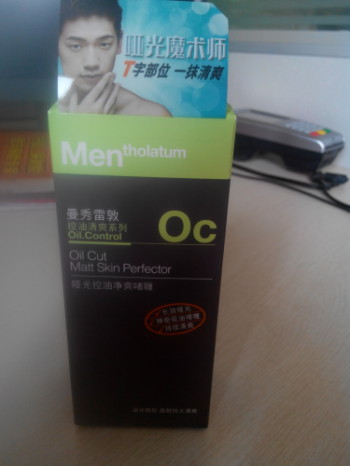 哑光魔术师
T字部位 一抹清爽
Mentholatum
曼秀雷敦
控油清爽系列
Oil.Control
Oc
Oil Cut
Matt Skin Perfector
哑光控油净爽啫喱